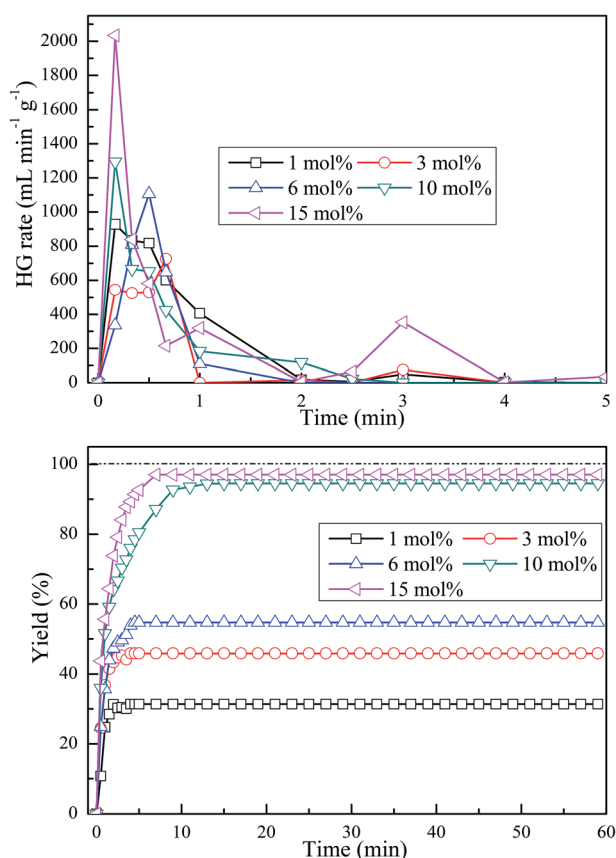 2000
1800
1600
1400
1200
1000
800
600
400
200
0
HG rate (mL min⁻¹ g⁻¹)
1 mol% 3 mol%
6 mol% 10 mol%
15 mol%
0 1 2 3 4 5
Time (min)
100
80
60
40
20
0
Yield (%)
1 mol% 3 mol%
6 mol% 10 mol%
15 mol%
0 10 20 30 40 50 60
Time (min)